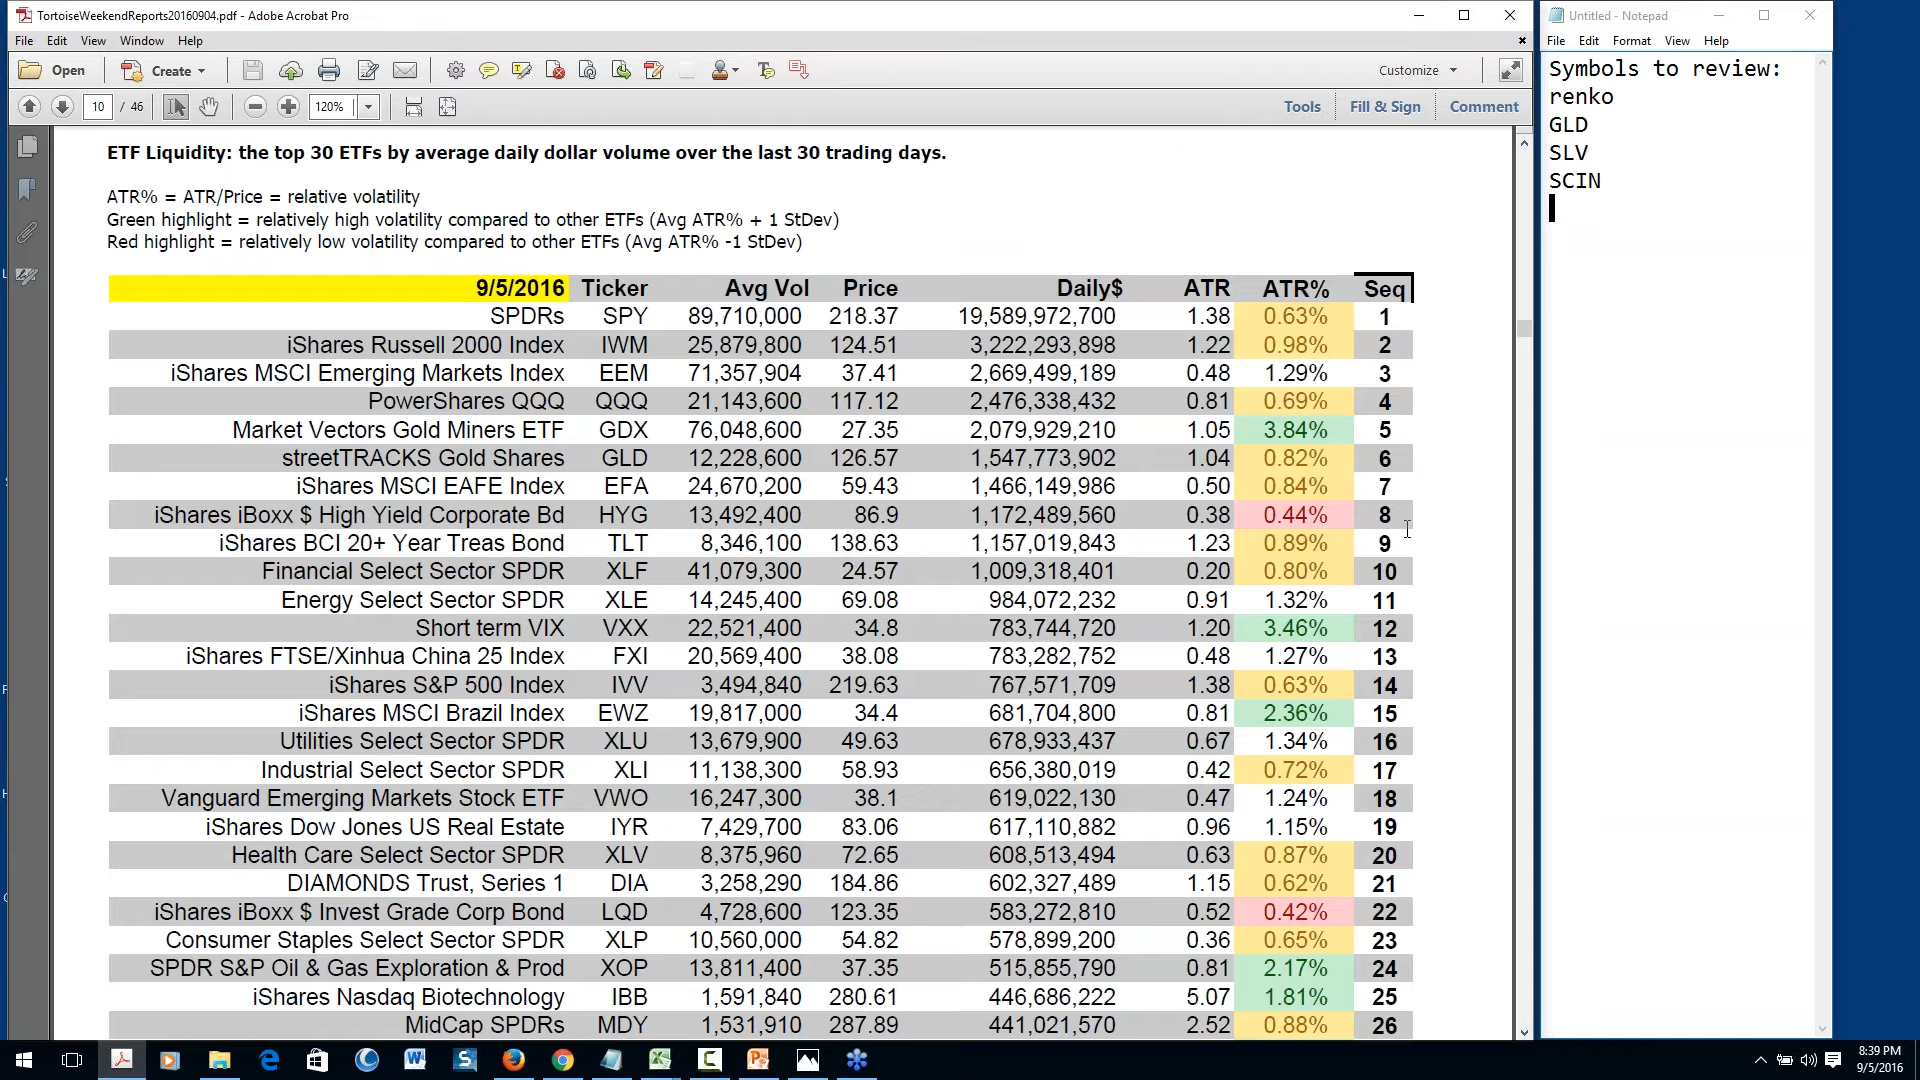 TortoiseWeekendReports20160904.pdf - Adobe Acrobat Pro
File Edit View Window Help
Open Create Customize
10 / 46 120% Tools Fill & Sign Comment
ETF Liquidity: the top 30 ETFs by average daily dollar volume over the last 30 trading days.
ATR% = ATR/Price = relative volatility
Green highlight = relatively high volatility compared to other ETFs (Avg ATR% + 1 StDev)
Red highlight = relatively low volatility compared to other ETFs (Avg ATR% -1 StDev)
9/5/2016 Ticker Avg Vol Price Daily$ ATR ATR% Seq
SPDRs SPY 89,710,000 218.37 19,589,972,700 1.38 0.63% 1
iShares Russell 2000 Index IWM 25,879,800 124.51 3,222,293,898 1.22 0.98% 2
iShares MSCI Emerging Markets Index EEM 71,357,904 37.41 2,669,499,189 0.48 1.29% 3
PowerShares QQQ QQQ 21,143,600 117.12 2,476,338,432 0.81 0.69% 4
Market Vectors Gold Miners ETF GDX 76,048,600 27.35 2,079,929,210 1.05 3.84% 5
streetTRACKS Gold Shares GLD 12,228,600 126.57 1,547,773,902 1.04 0.82% 6
iShares MSCI EAFE Index EFA 24,670,200 59.43 1,466,149,986 0.50 0.84% 7
iShares iBoxx $ High Yield Corporate Bd HYG 13,492,400 86.9 1,172,489,560 0.38 0.44% 8
iShares BCI 20+ Year Treas Bond TLT 8,346,100 138.63 1,157,019,843 1.23 0.89% 9
Financial Select Sector SPDR XLF 41,079,300 24.57 1,009,318,401 0.20 0.80% 10
Energy Select Sector SPDR XLE 14,245,400 69.08 984,072,232 0.91 1.32% 11
Short term VIX VXX 22,521,400 34.8 783,744,720 1.20 3.46% 12
iShares FTSE/Xinhua China 25 Index FXI 20,569,400 38.08 783,282,752 0.48 1.27% 13
iShares S&P 500 Index IVV 3,494,840 219.63 767,571,709 1.38 0.63% 14
iShares MSCI Brazil Index EWZ 19,817,000 34.4 681,704,800 0.81 2.36% 15
Utilities Select Sector SPDR XLU 13,679,900 49.63 678,933,437 0.67 1.34% 16
Industrial Select Sector SPDR XLI 11,138,300 58.93 656,380,019 0.42 0.72% 17
Vanguard Emerging Markets Stock ETF VWO 16,247,300 38.1 619,022,130 0.47 1.24% 18
iShares Dow Jones US Real Estate IYR 7,429,700 83.06 617,110,882 0.96 1.15% 19
Health Care Select Sector SPDR XLV 8,375,960 72.65 608,513,494 0.63 0.87% 20
DIAMONDS Trust, Series 1 DIA 3,258,290 184.86 602,327,489 1.15 0.62% 21
iShares iBoxx $ Invest Grade Corp Bond LQD 4,728,600 123.35 583,272,810 0.52 0.42% 22
Consumer Staples Select Sector SPDR XLP 10,560,000 54.82 578,899,200 0.36 0.65% 23
SPDR S&P Oil & Gas Exploration & Prod XOP 13,811,400 37.35 515,855,790 0.81 2.17% 24
iShares Nasdaq Biotechnology IBB 1,591,840 280.61 446,686,222 5.07 1.81% 25
MidCap SPDRs MDY 1,531,910 287.89 441,021,570 2.52 0.88% 26
Untitled - Notepad
File Edit Format View Help
Symbols to review:
renko
GLD
SLV
SCIN
8:39 PM
9/5/2016